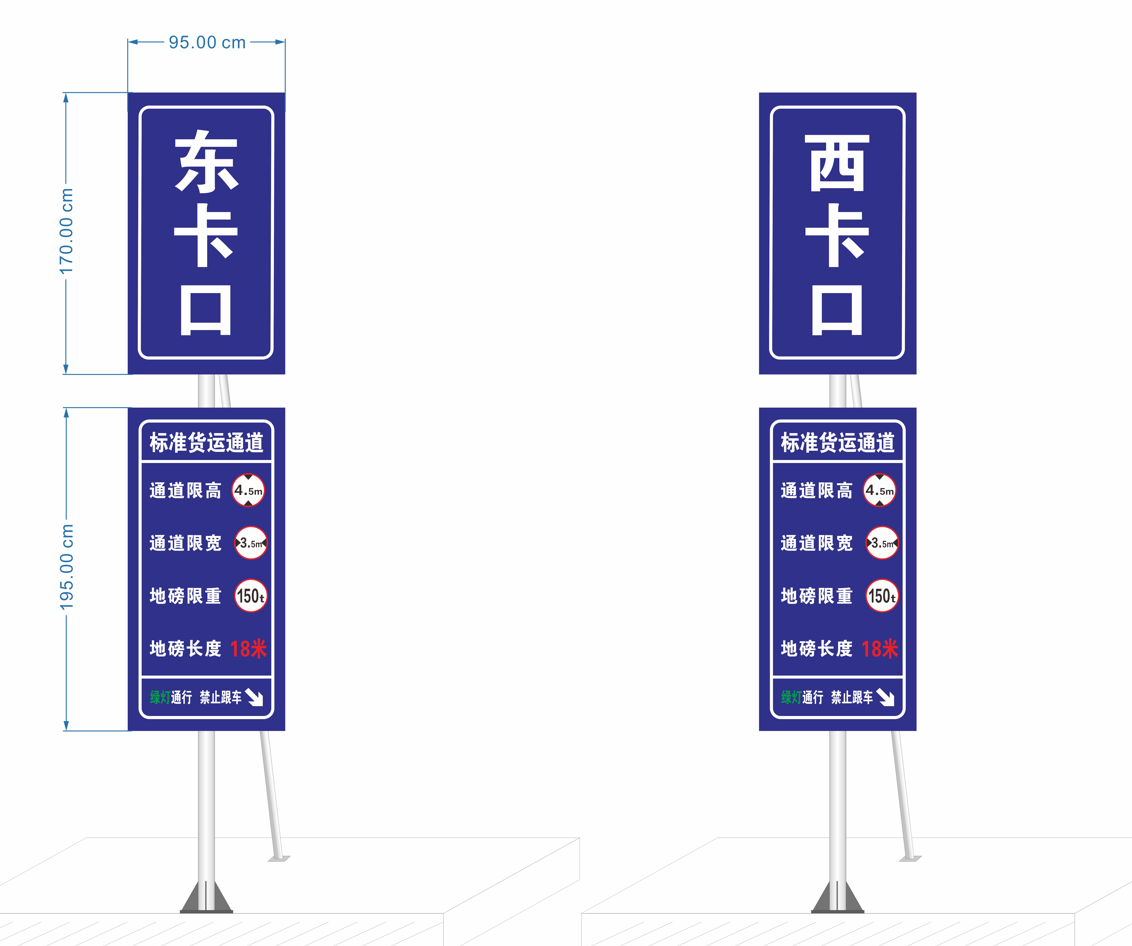 95.00 cm
170.00 cm
东
卡
口
195.00 cm
标准货运通道
通道限高 4.5m
通道限宽 3.5m
地磅限重 150t
地磅长度 18米
绿灯通行 禁止跟车
西
卡
口
标准货运通道
通道限高 4.5m
通道限宽 3.5m
地磅限重 150t
地磅长度 18米
绿灯通行 禁止跟车